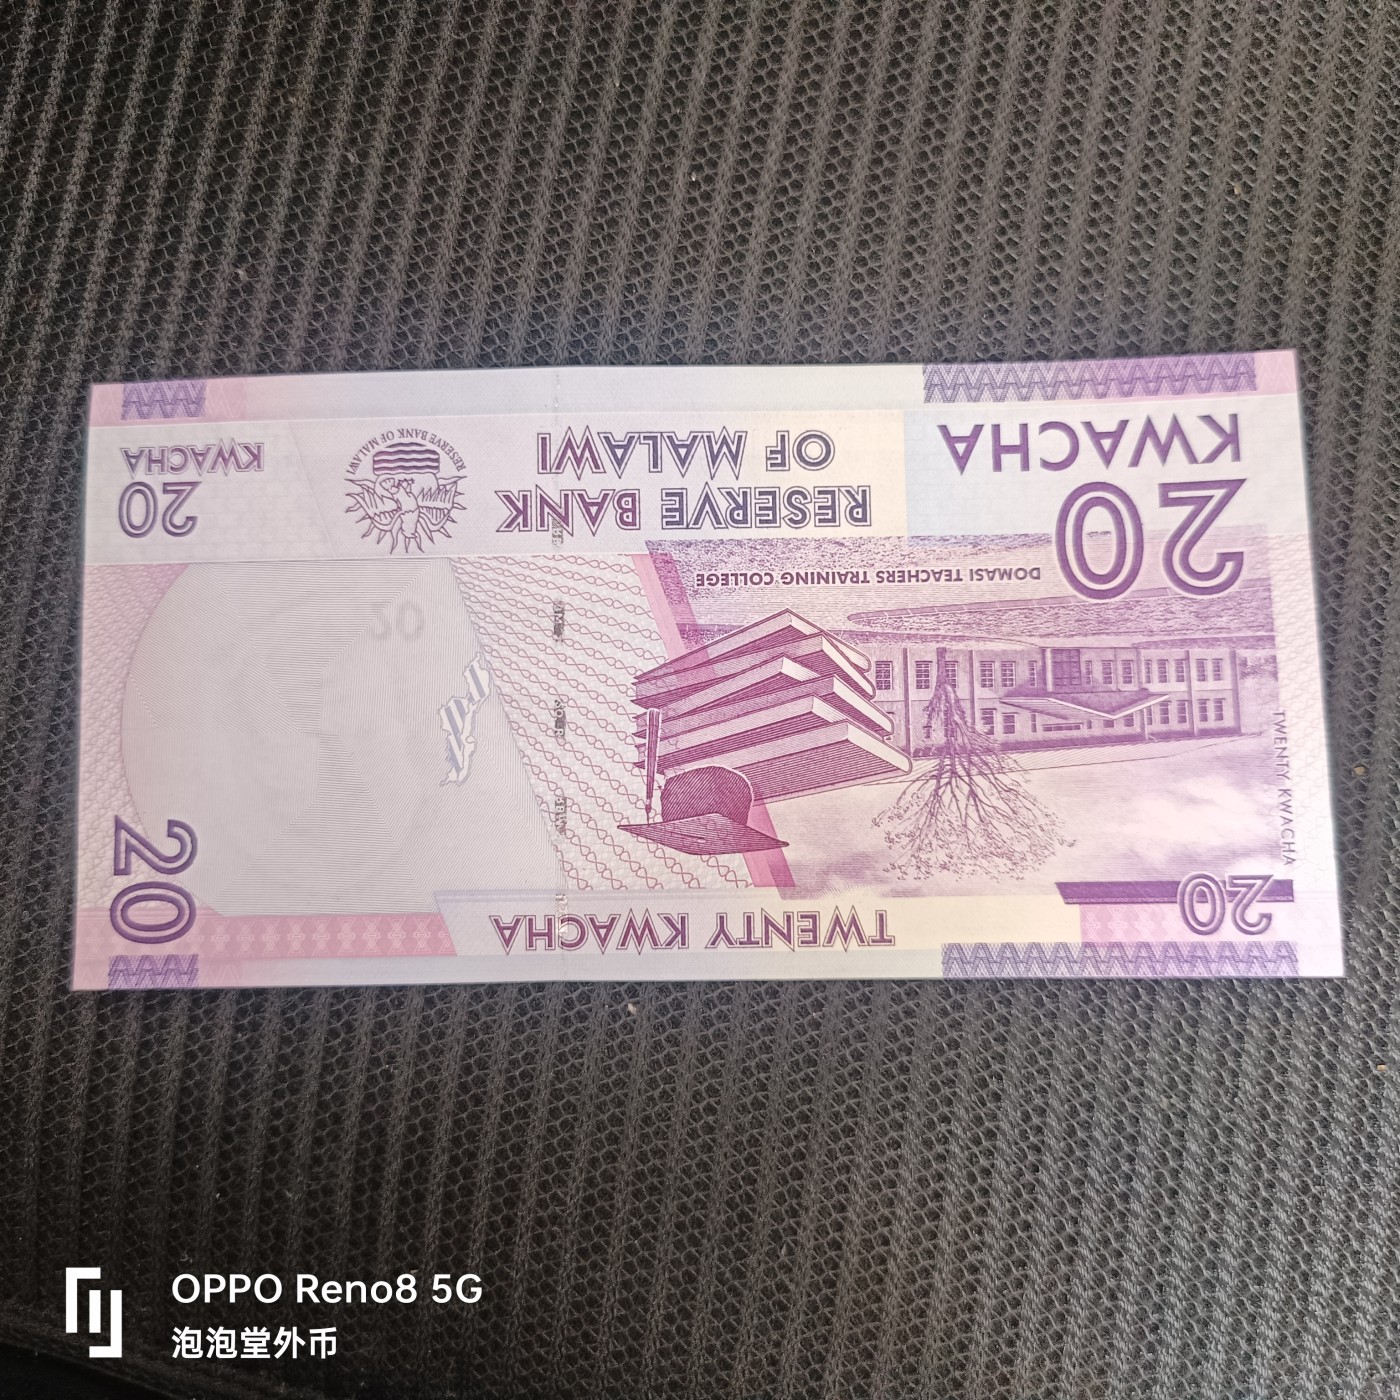 20
KWACHA
RESERVE BANK OF MALAWI
RESERVE BANK
OF MALAWI
20
KWACHA
DOMASI TEACHERS TRAINING COLLEGE
20
TWENTY KWACHA
20
TWENTY KWACHA
20
OPPO Reno8 5G
泡泡堂外币